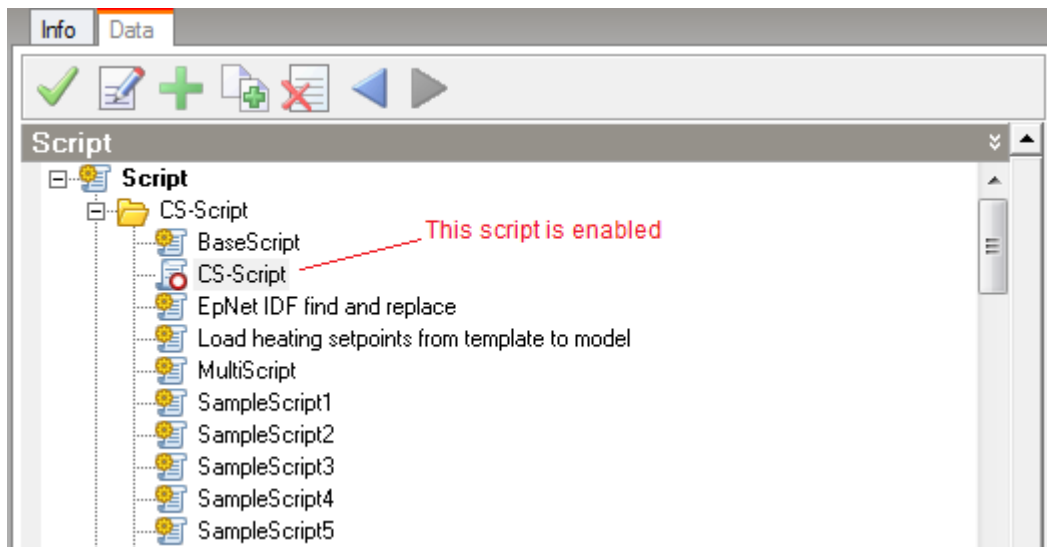 Info Data
Script
Script
CS-Script
BaseScript
This script is enabled
CS-Script
EpNet IDF find and replace
Load heating setpoints from template to model
MultiScript
SampleScript1
SampleScript2
SampleScript3
SampleScript4
SampleScript5